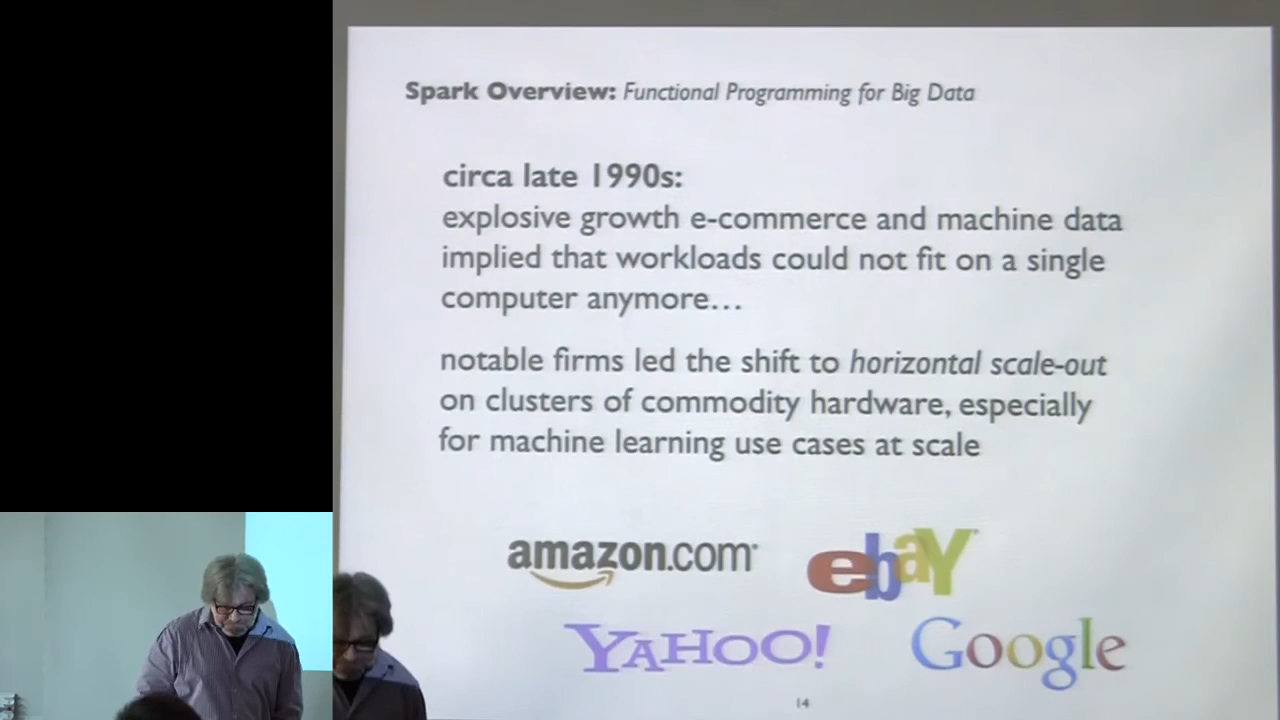 Spark Overview: Functional Programming for Big Data
circa late 1990s:
explosive growth e-commerce and machine data
implied that workloads could not fit on a single
computer anymore…
notable firms led the shift to horizontal scale-out
on clusters of commodity hardware, especially
for machine learning use cases at scale
amazon.com
ebaY
YAHOO!
Google
14